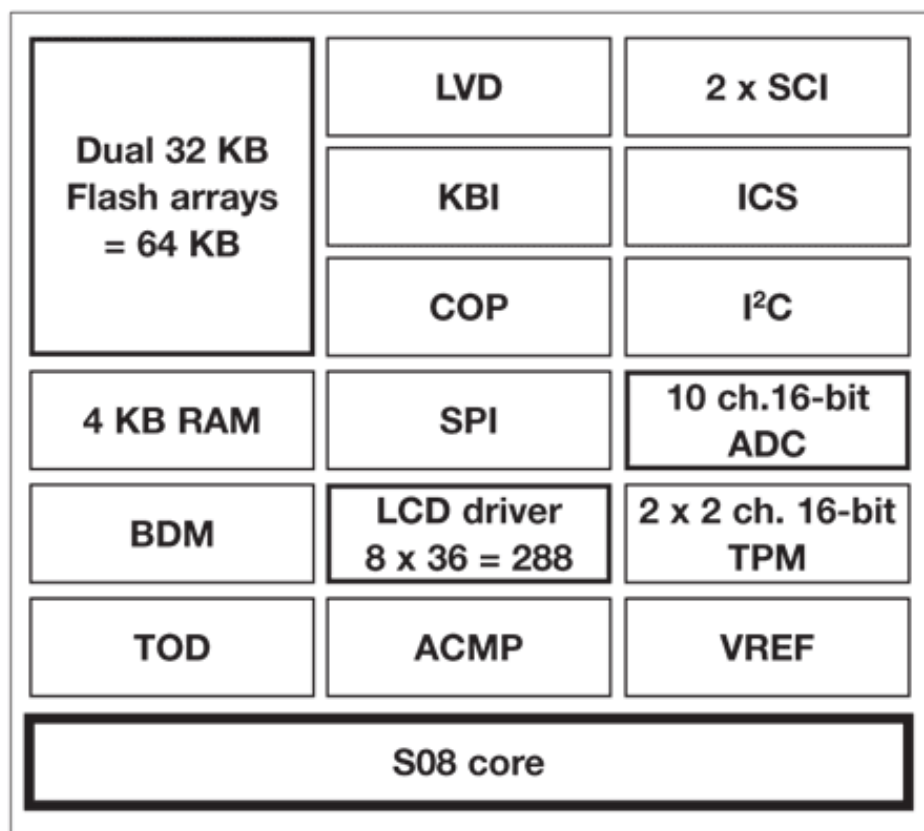 Dual 32 KB
Flash arrays
= 64 KB
LVD
2 x SCI
KBI
ICS
COP
I²C
4 KB RAM
SPI
10 ch.16-bit
ADC
BDM
LCD driver
8 x 36 = 288
2 x 2 ch. 16-bit
TPM
TOD
ACMP
VREF
S08 core